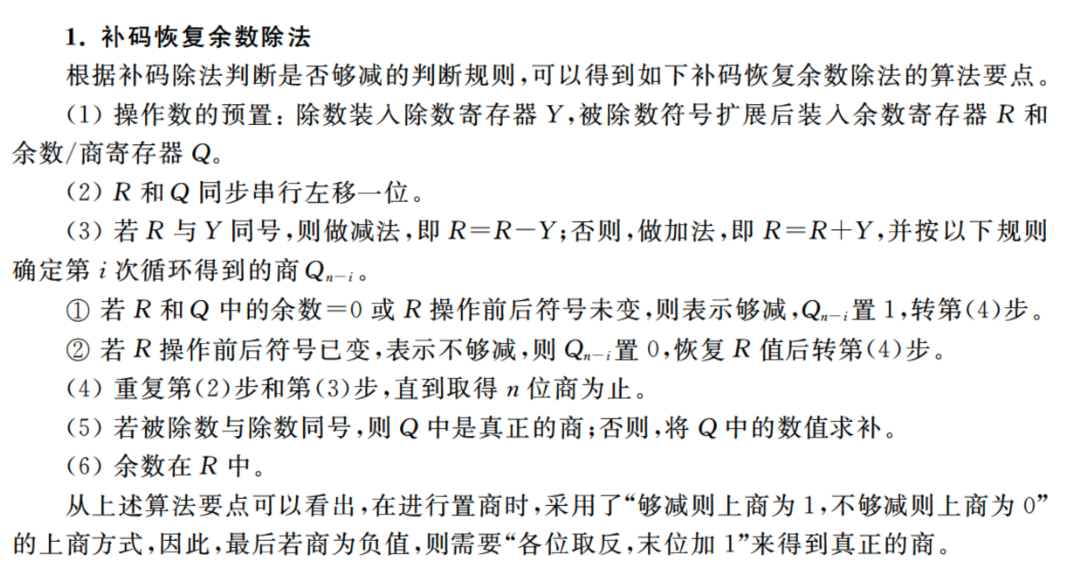 1. 补码恢复余数除法
根据补码除法判断是否够减的判断规则,可以得到如下补码恢复余数除法的算法要点。
(1) 操作数的预置：除数装入除数寄存器 Y,被除数符号扩展后装入余数寄存器 R 和
余数/商寄存器 Q。
(2) R 和 Q 同步串行左移一位。
(3) 若 R 与 Y 同号,则做减法,即 R=R−Y;否则,做加法,即 R=R+Y,并按以下规则
确定第 i 次循环得到的商 Qₙ₋ᵢ。
① 若 R 和 Q 中的余数=0 或 R 操作前后符号未变,则表示够减,Qₙ₋ᵢ置 1,转第(4)步。
② 若 R 操作前后符号已变,表示不够减,则 Qₙ₋ᵢ置 0,恢复 R 值后转第(4)步。
(4) 重复第(2)步和第(3)步,直到取得 n 位商为止。
(5) 若被除数与除数同号,则 Q 中是真正的商;否则,将 Q 中的数值求补。
(6) 余数在 R 中。
从上述算法要点可以看出,在进行置商时,采用了“够减则上商为 1,不够减则上商为 0”
的上商方式,因此,最后若商为负值,则需要“各位取反,末位加 1”来得到真正的商。